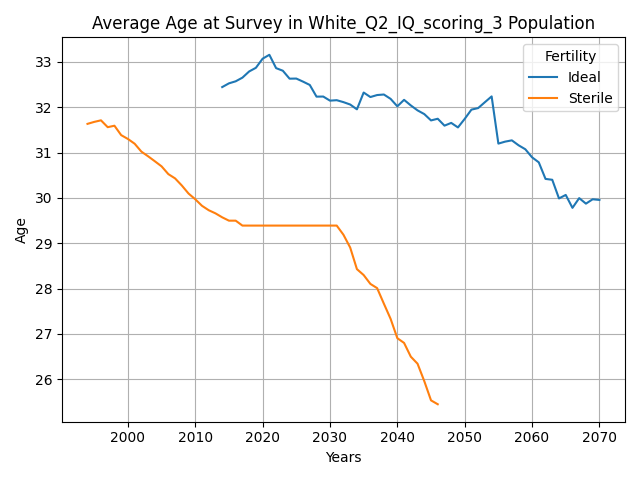 Average Age at Survey in White_Q2_IQ_scoring_3 Population
Fertility
Ideal
Sterile
Age
33
32
31
30
29
28
27
26
2000
2010
2020
2030
2040
2050
2060
2070
Years